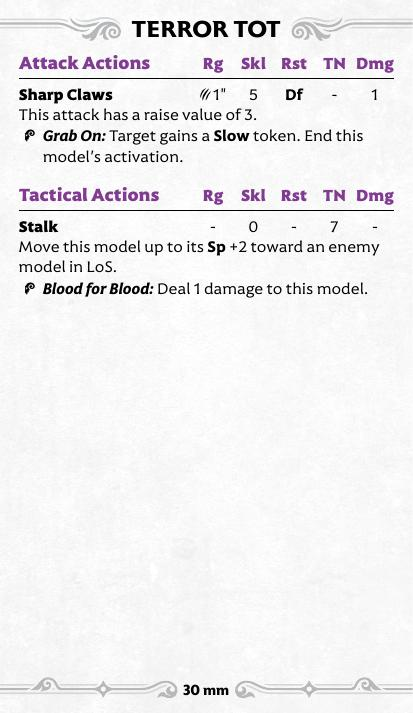 TERROR TOT
Attack Actions Rg Skl Rst TN Dmg
Sharp Claws 1" 5 Df - 1
This attack has a raise value of 3.
Grab On: Target gains a Slow token. End this
model's activation.
Tactical Actions Rg Skl Rst TN Dmg
Stalk - 0 - 7 -
Move this model up to its Sp +2 toward an enemy
model in LoS.
Blood for Blood: Deal 1 damage to this model.
30 mm